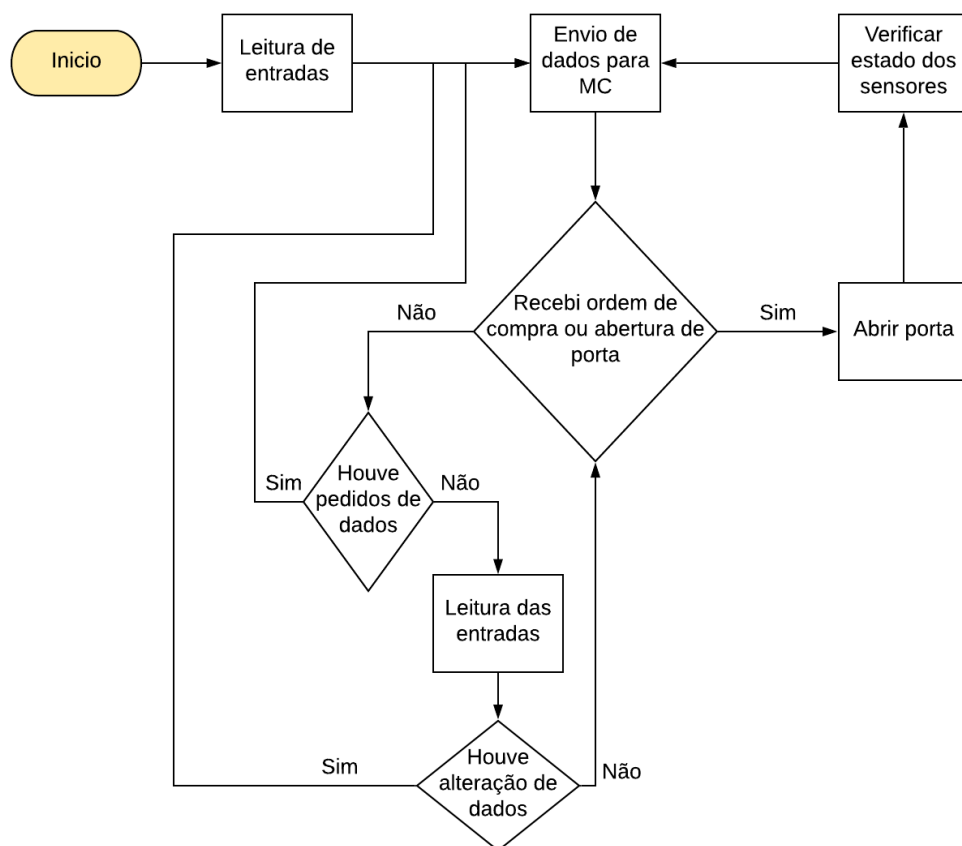 Inicio
Leitura de
entradas
Envio de
dados para
MC
Verificar
estado dos
sensores
Não
Recebi ordem de
compra ou abertura de
porta
Sim
Abrir porta
Sim
Houve
pedidos de
dados
Não
Leitura das
entradas
Sim
Houve
alteração de
dados
Não